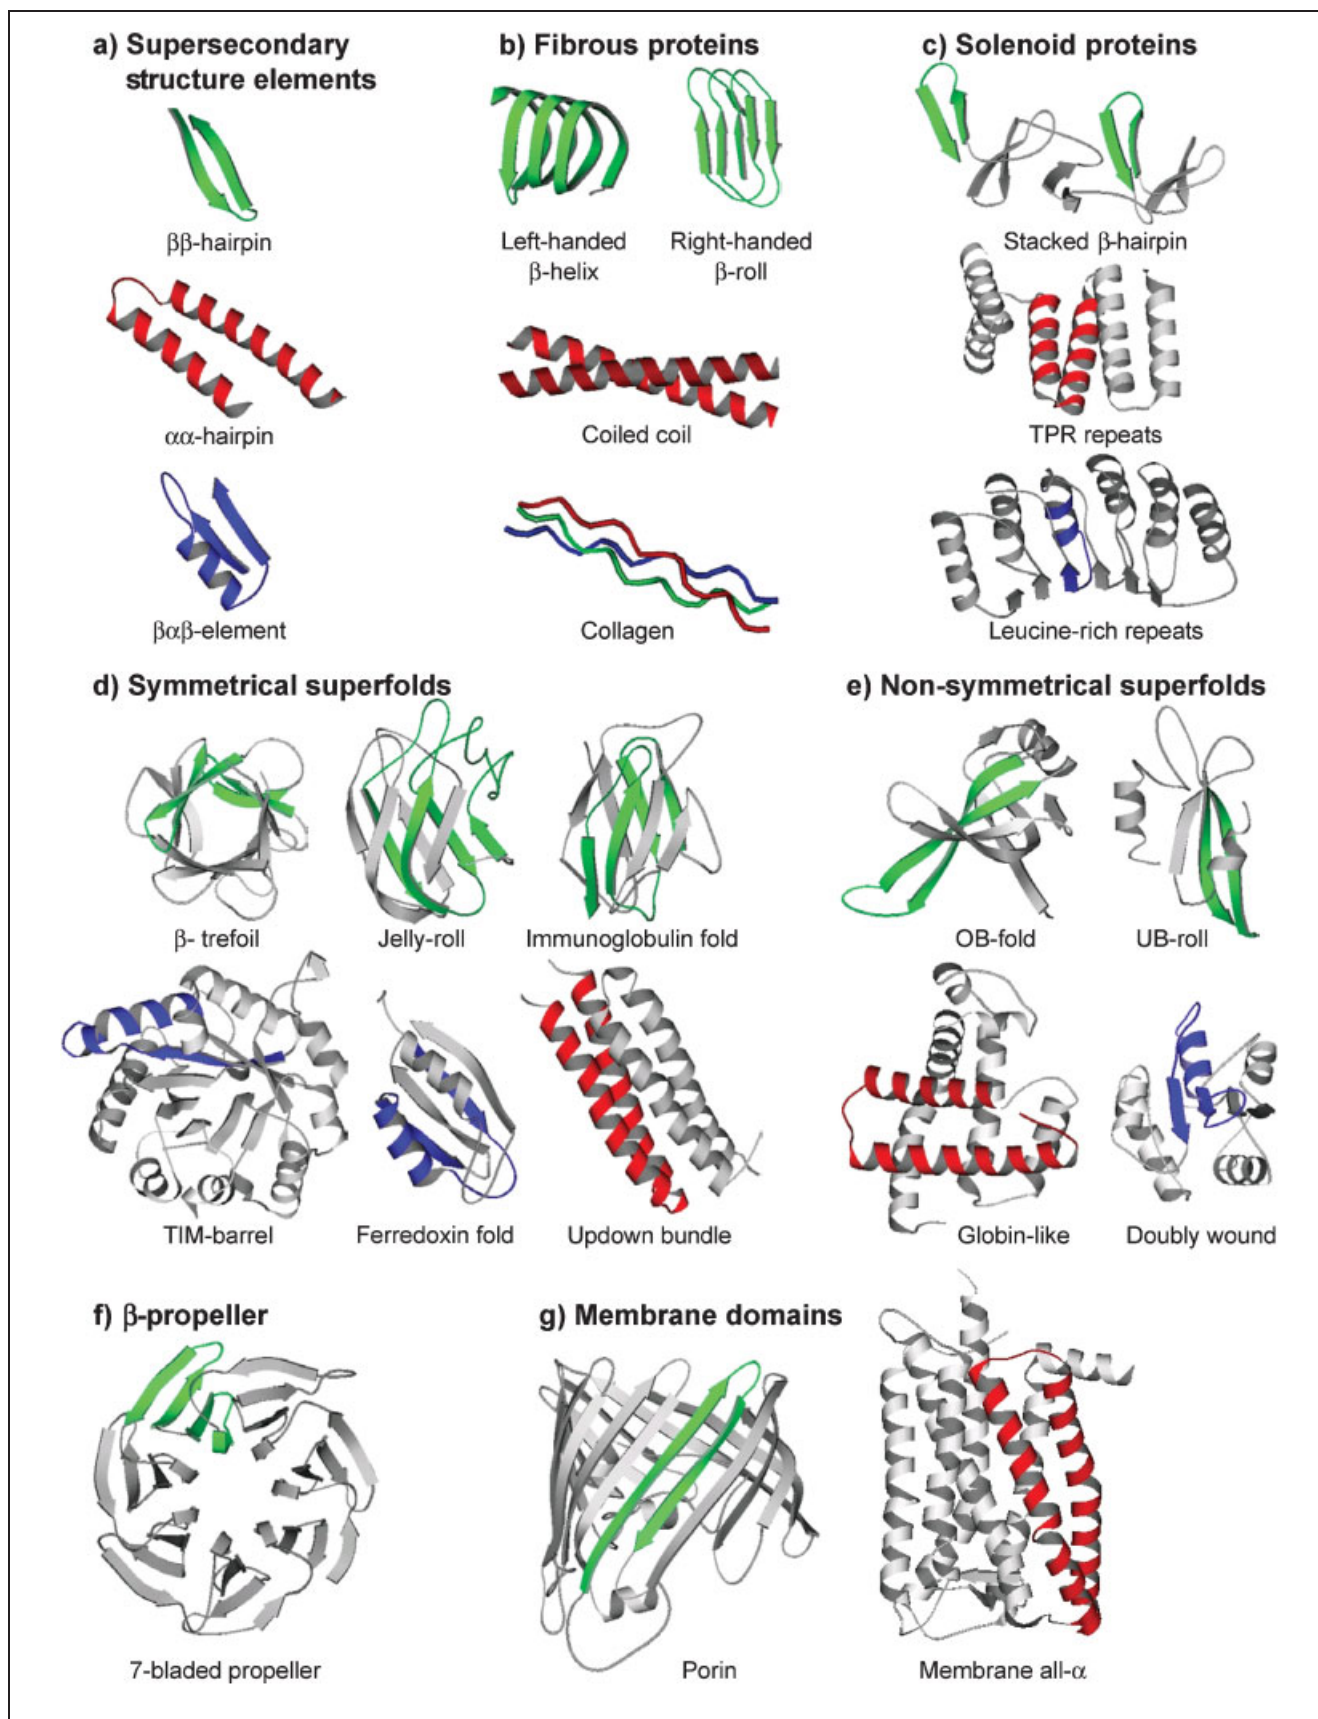 a) Supersecondary
structure elements
ββ-hairpin
αα-hairpin
βαβ-element
b) Fibrous proteins
Left-handed
β-helix
Right-handed
β-roll
Coiled coil
Collagen
c) Solenoid proteins
Stacked β-hairpin
TPR repeats
Leucine-rich repeats
d) Symmetrical superfolds
β- trefoil
Jelly-roll
Immunoglobulin fold
TIM-barrel
Ferredoxin fold
Updown bundle
e) Non-symmetrical superfolds
OB-fold
UB-roll
Globin-like
Doubly wound
f) β-propeller
7-bladed propeller
g) Membrane domains
Porin
Membrane all-α